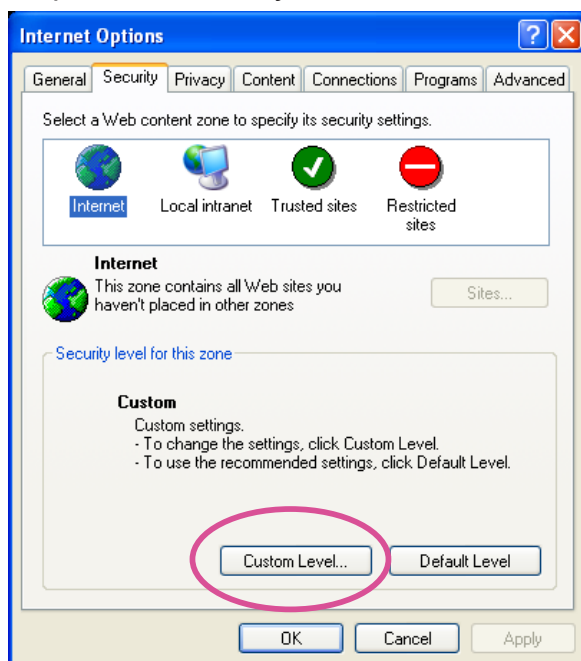 Internet Options
General Security Privacy Content Connections Programs Advanced
Select a Web content zone to specify its security settings.
Internet Local intranet Trusted sites Restricted
sites
Internet
This zone contains all Web sites you
haven't placed in other zones
Sites...
Security level for this zone
Custom
Custom settings.
- To change the settings, click Custom Level.
- To use the recommended settings, click Default Level.
Custom Level... Default Level
OK Cancel Apply